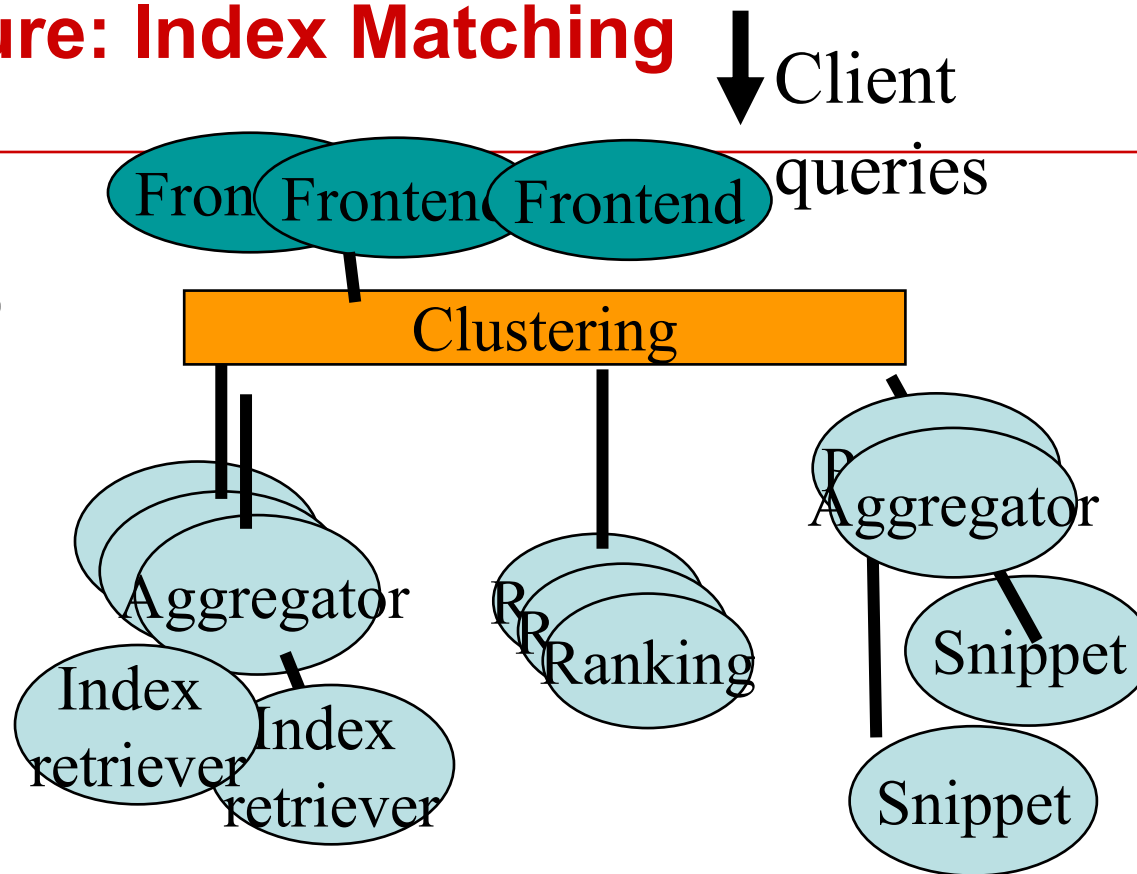 ure: Index Matching
Client
queries
Fron
Fronten
Frontend
Clustering
R
Aggregator
Aggregator
R
R
Ranking
Index
retriever
Index
retriever
Snippet
Snippet